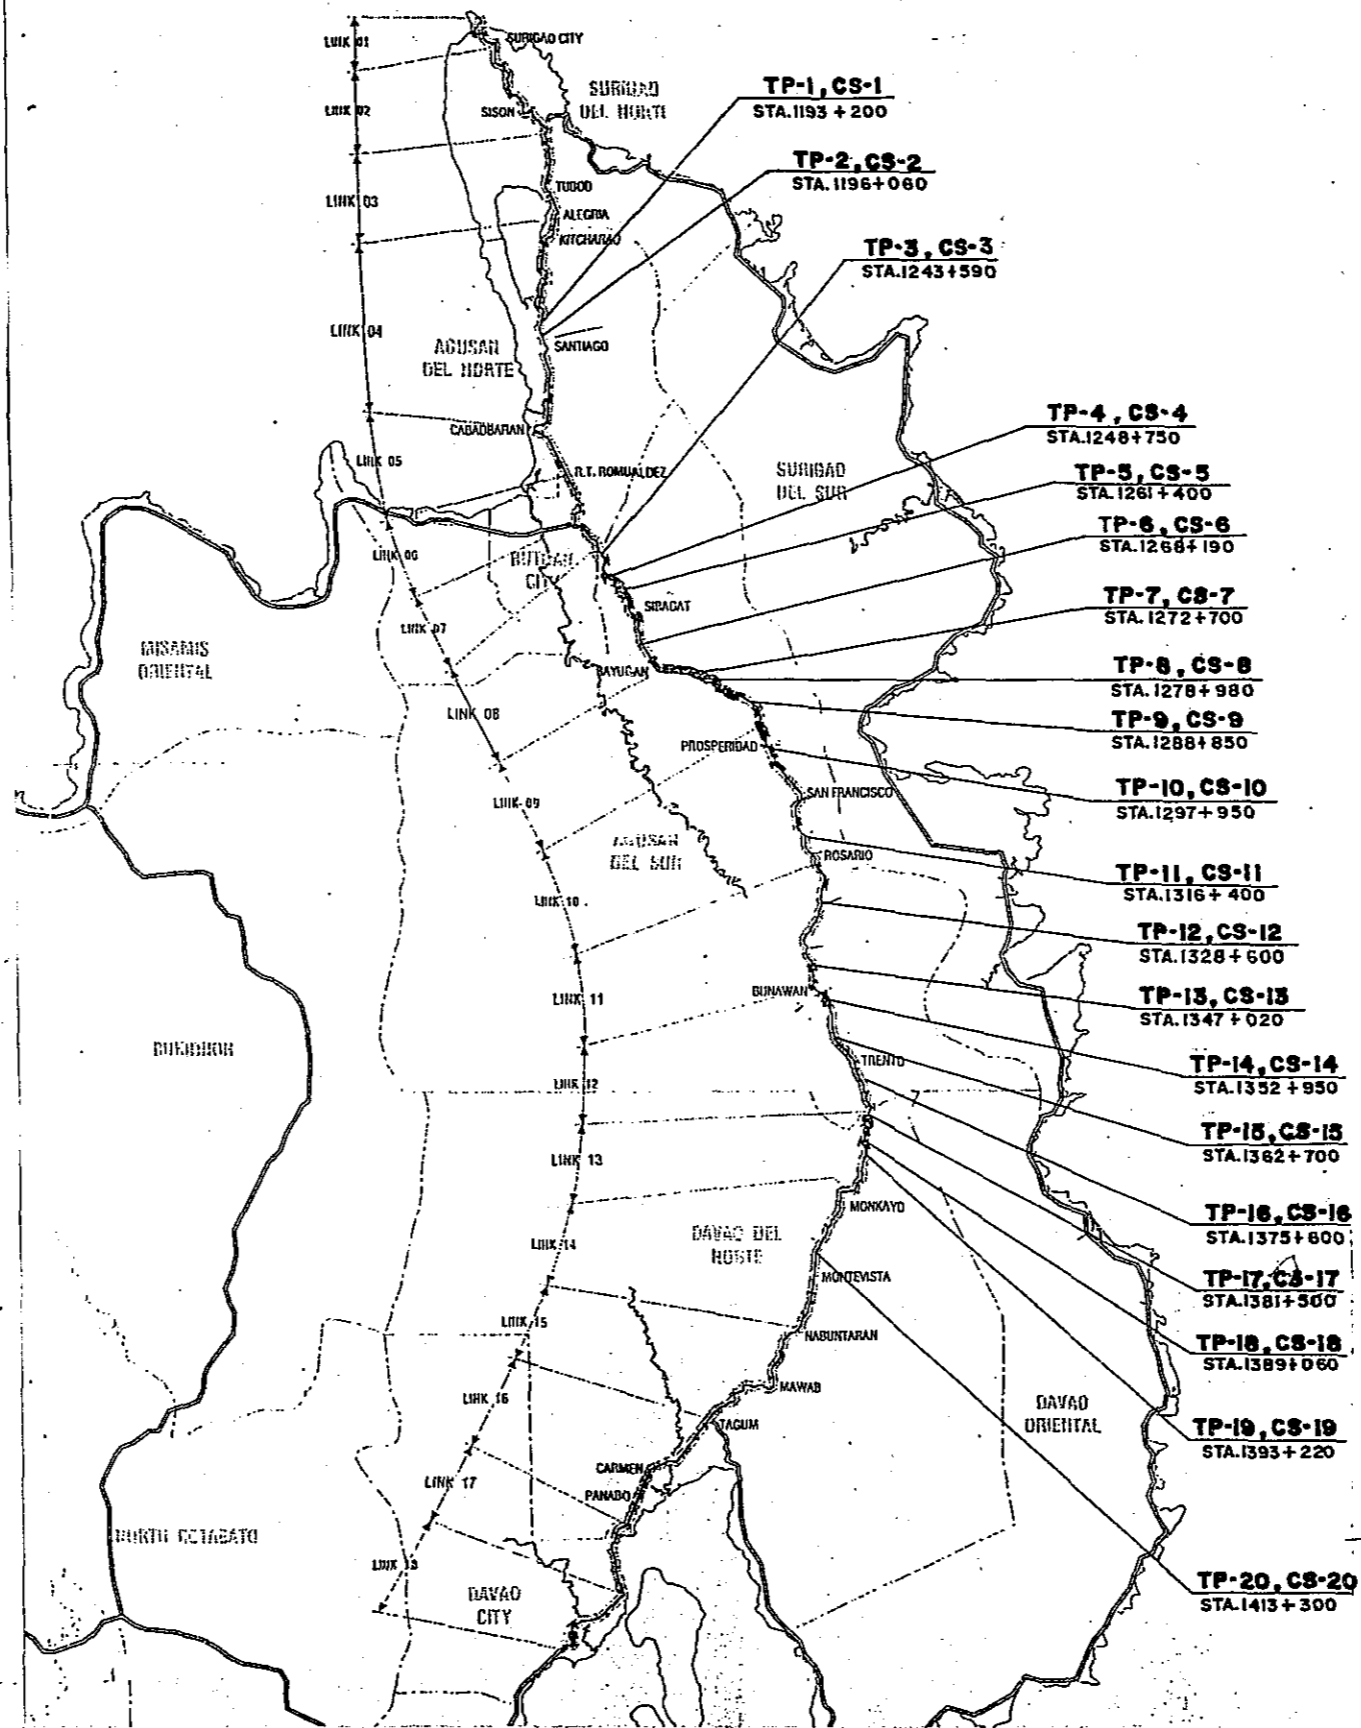 LINK 01
SURIGAO CITY
SURIGAO
DEL NORTE
TP-1, CS-1
STA.1193+200
LINK 02
SISON
TP-2, CS-2
STA.1196+060
LINK 03
TUBOD
ALEGRIA
KITCHARAO
TP-3, CS-3
STA.1243+590
LINK 04
AGUSAN
DEL NORTE
SANTIAGO
CABADBARAN
TP-4, CS-4
STA.1248+750
LINK 05
R.T. ROMUALDEZ
SURIGAO
DEL SUR
TP-5, CS-5
STA.1261+400
TP-6, CS-6
STA.1268+190
LINK 06
BUTUAN
CITY
SIBAGAT
TP-7, CS-7
STA.1272+700
LINK 07
MISAMIS
ORIENTAL
BAYUGAN
TP-8, CS-8
STA.1278+980
LINK 08
TP-9, CS-9
STA.1288+850
PROSPERIDAD
SAN FRANCISCO
TP-10, CS-10
STA.1297+950
LINK 09
AGUSAN
DEL SUR
ROSARIO
TP-11, CS-11
STA.1316+400
LINK 10
TP-12, CS-12
STA.1328+600
LINK 11
BUNAWAN
TP-13, CS-13
STA.1347+020
BUKIDNON
TRENTO
TP-14, CS-14
STA.1352+950
LINK 12
TP-15, CS-15
STA.1362+700
LINK 13
MONKAYO
TP-16, CS-16
STA.1375+600
LINK 14
DAVAO DEL
NORTE
MONTEVISTA
TP-17, CS-17
STA.1381+500
LINK 15
NABUNTARAN
TP-18, CS-18
STA.1389+060
MAWAB
LINK 16
TAGUM
DAVAO
ORIENTAL
TP-19, CS-19
STA.1393+220
CARMEN
LINK 17
PANABO
NORTH COTABATO
LINK 18
DAVAO
CITY
TP-20, CS-20
STA.1413+300